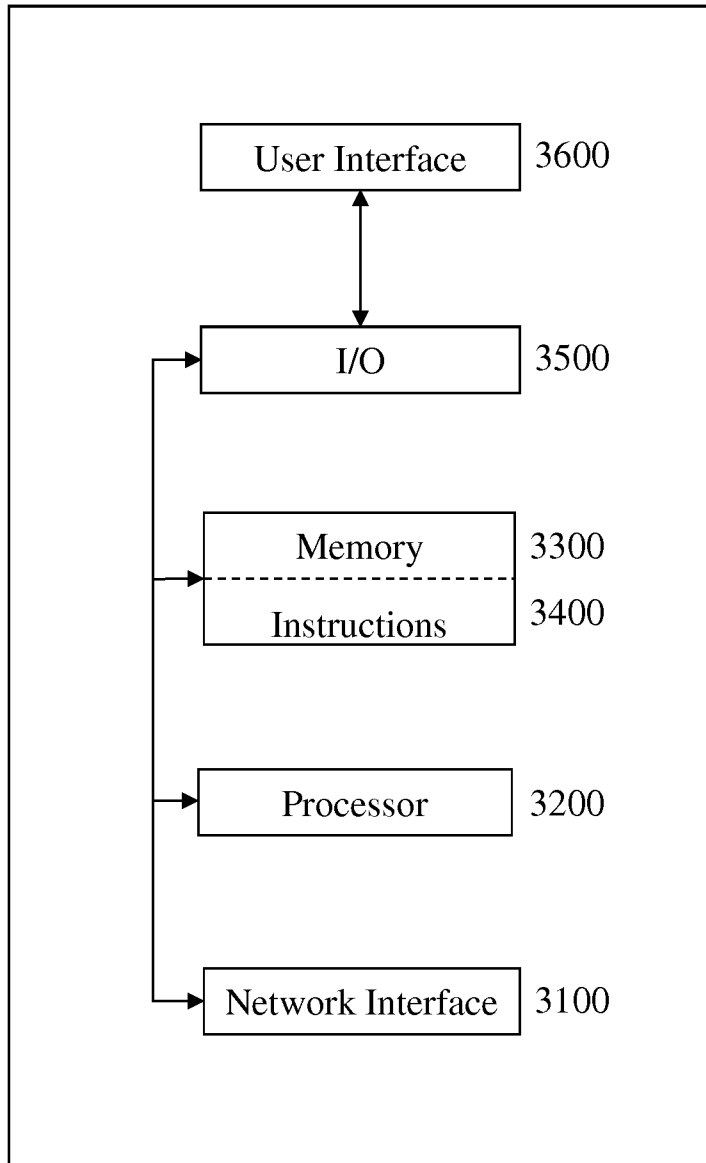 User Interface 3600
I/O 3500
Memory 3300
Instructions 3400
Processor 3200
Network Interface 3100